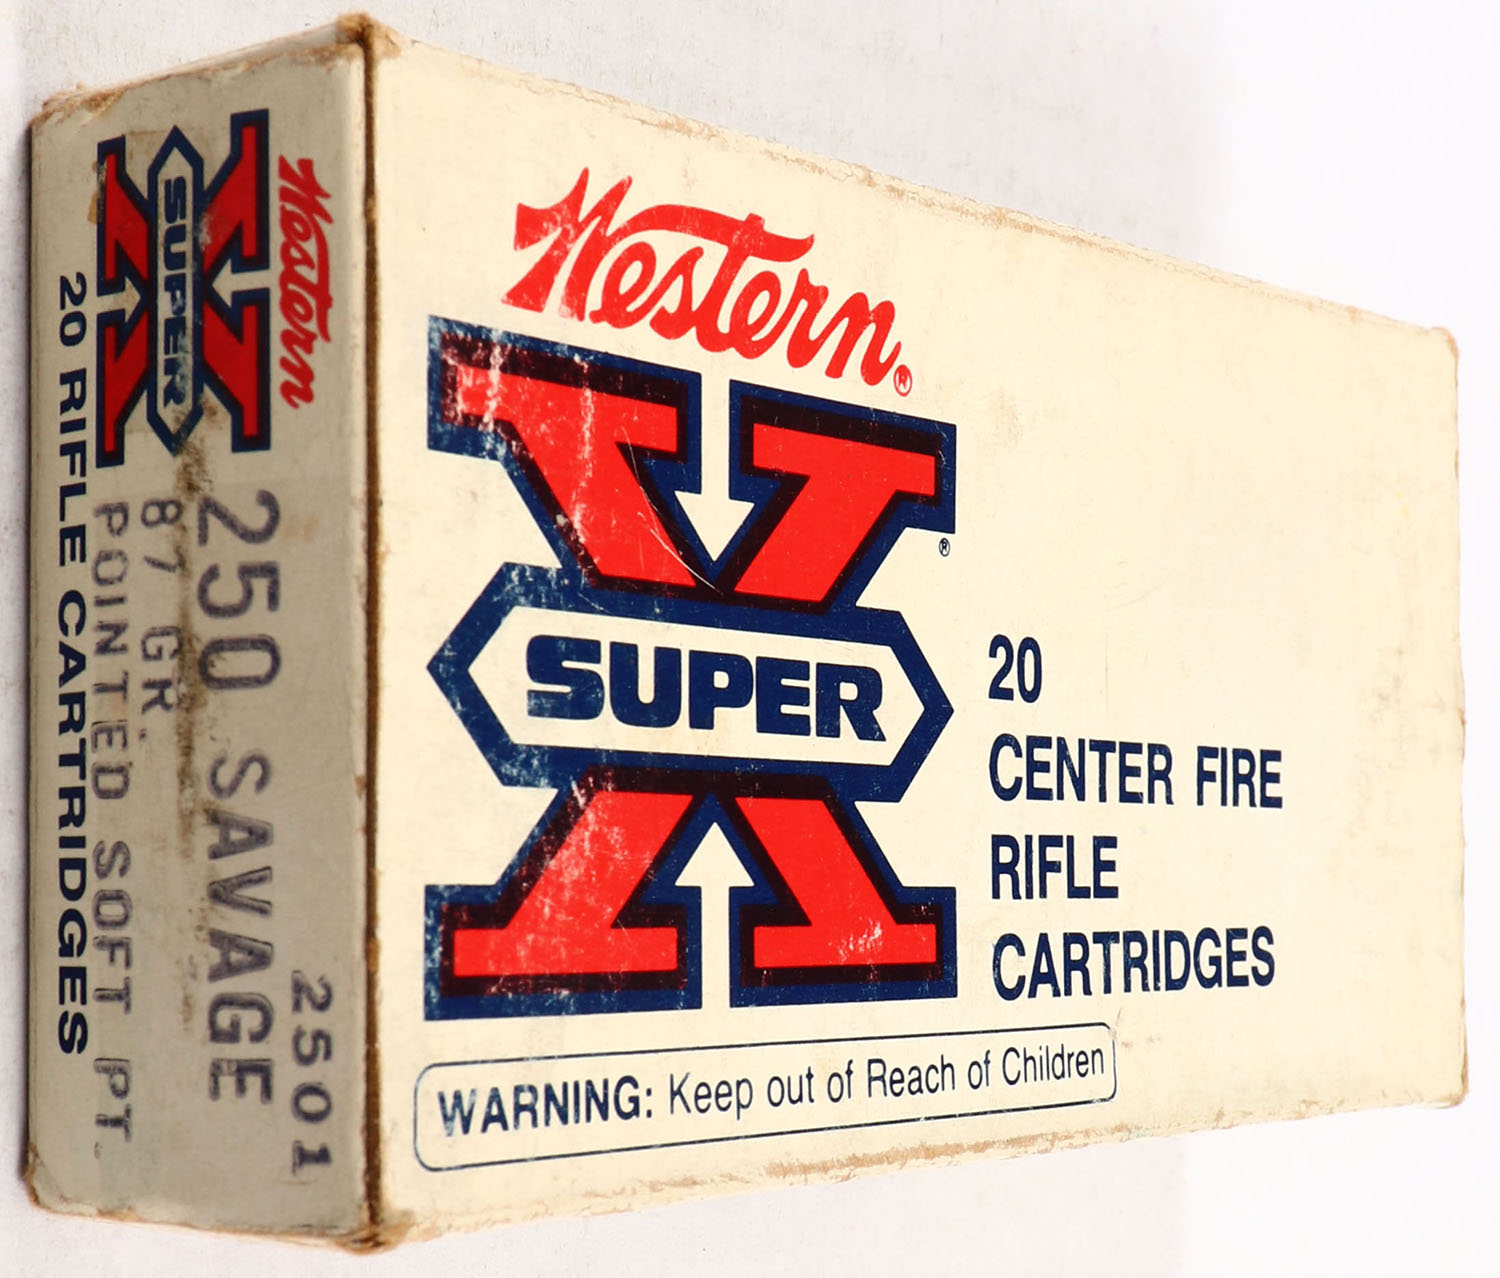 Western®
SUPER
X
®
20
CENTER FIRE
RIFLE
CARTRIDGES
WARNING: Keep out of Reach of Children
Western
SUPER
X
2501
250 SAVAGE
87 GR.
POINTED SOFT PT.
20 RIFLE CARTRIDGES